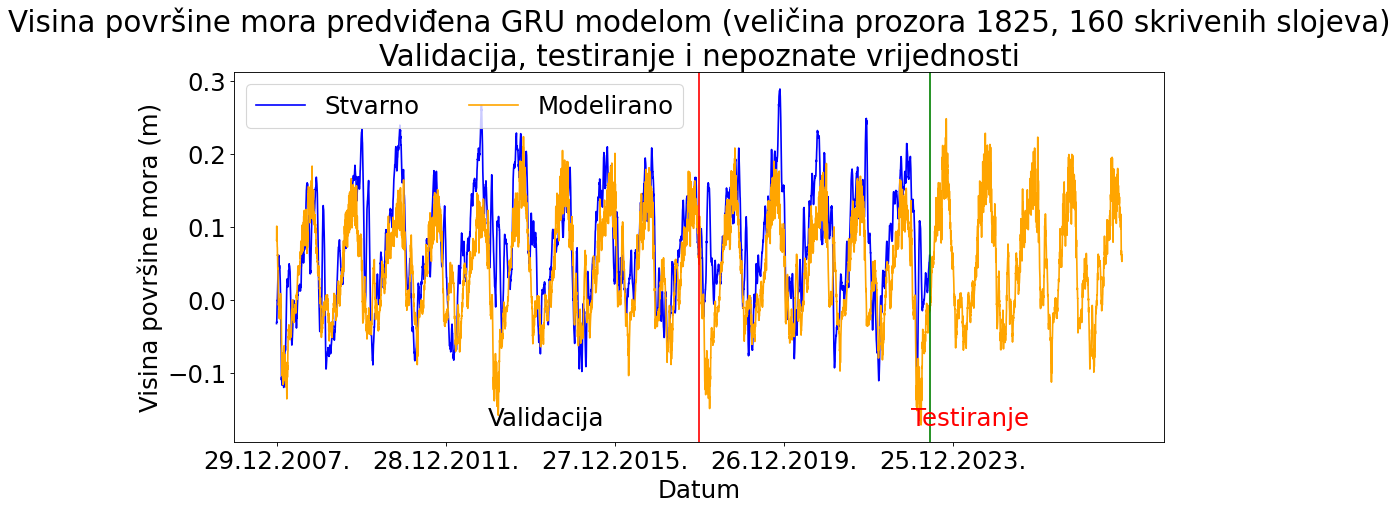 Visina površine mora predviđena GRU modelom (veličina prozora 1825, 160 skrivenih slojeva)
Validacija, testiranje i nepoznate vrijednosti
Stvarno Modelirano
Visina površine mora (m)
0.3
0.2
0.1
0.0
−0.1
Validacija
Testiranje
29.12.2007. 28.12.2011. 27.12.2015. 26.12.2019. 25.12.2023.
Datum